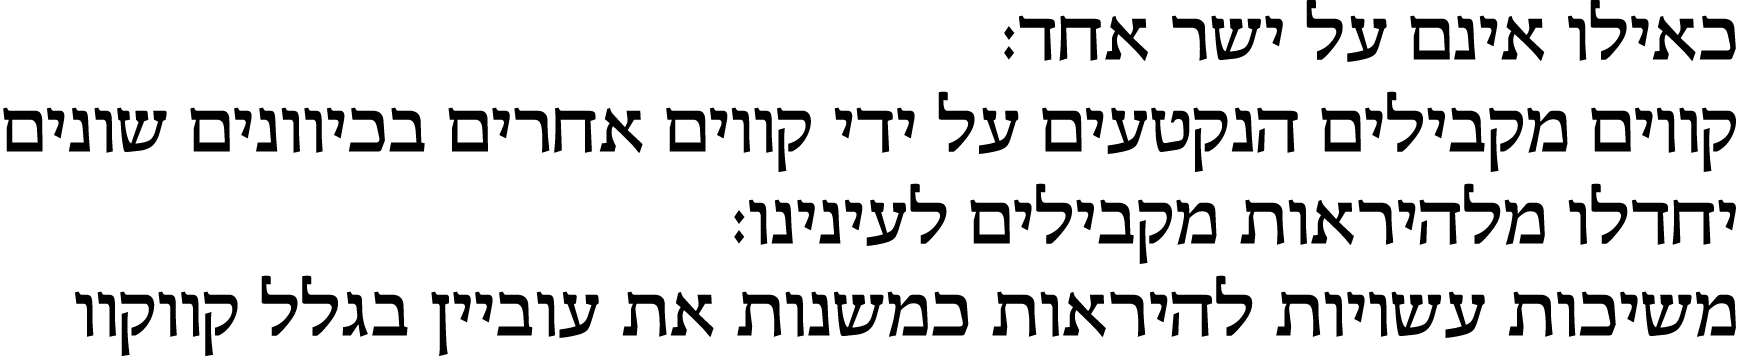 כאילו אינם על ישר אחד:
קווים מקבילים הנקטעים על ידי קווים אחרים בכיוונים שונים
יחדלו מלהיראות מקבילים לעינינו:
משיכות עשויות להיראות כמשנות את עוביין בגלל קווקוו